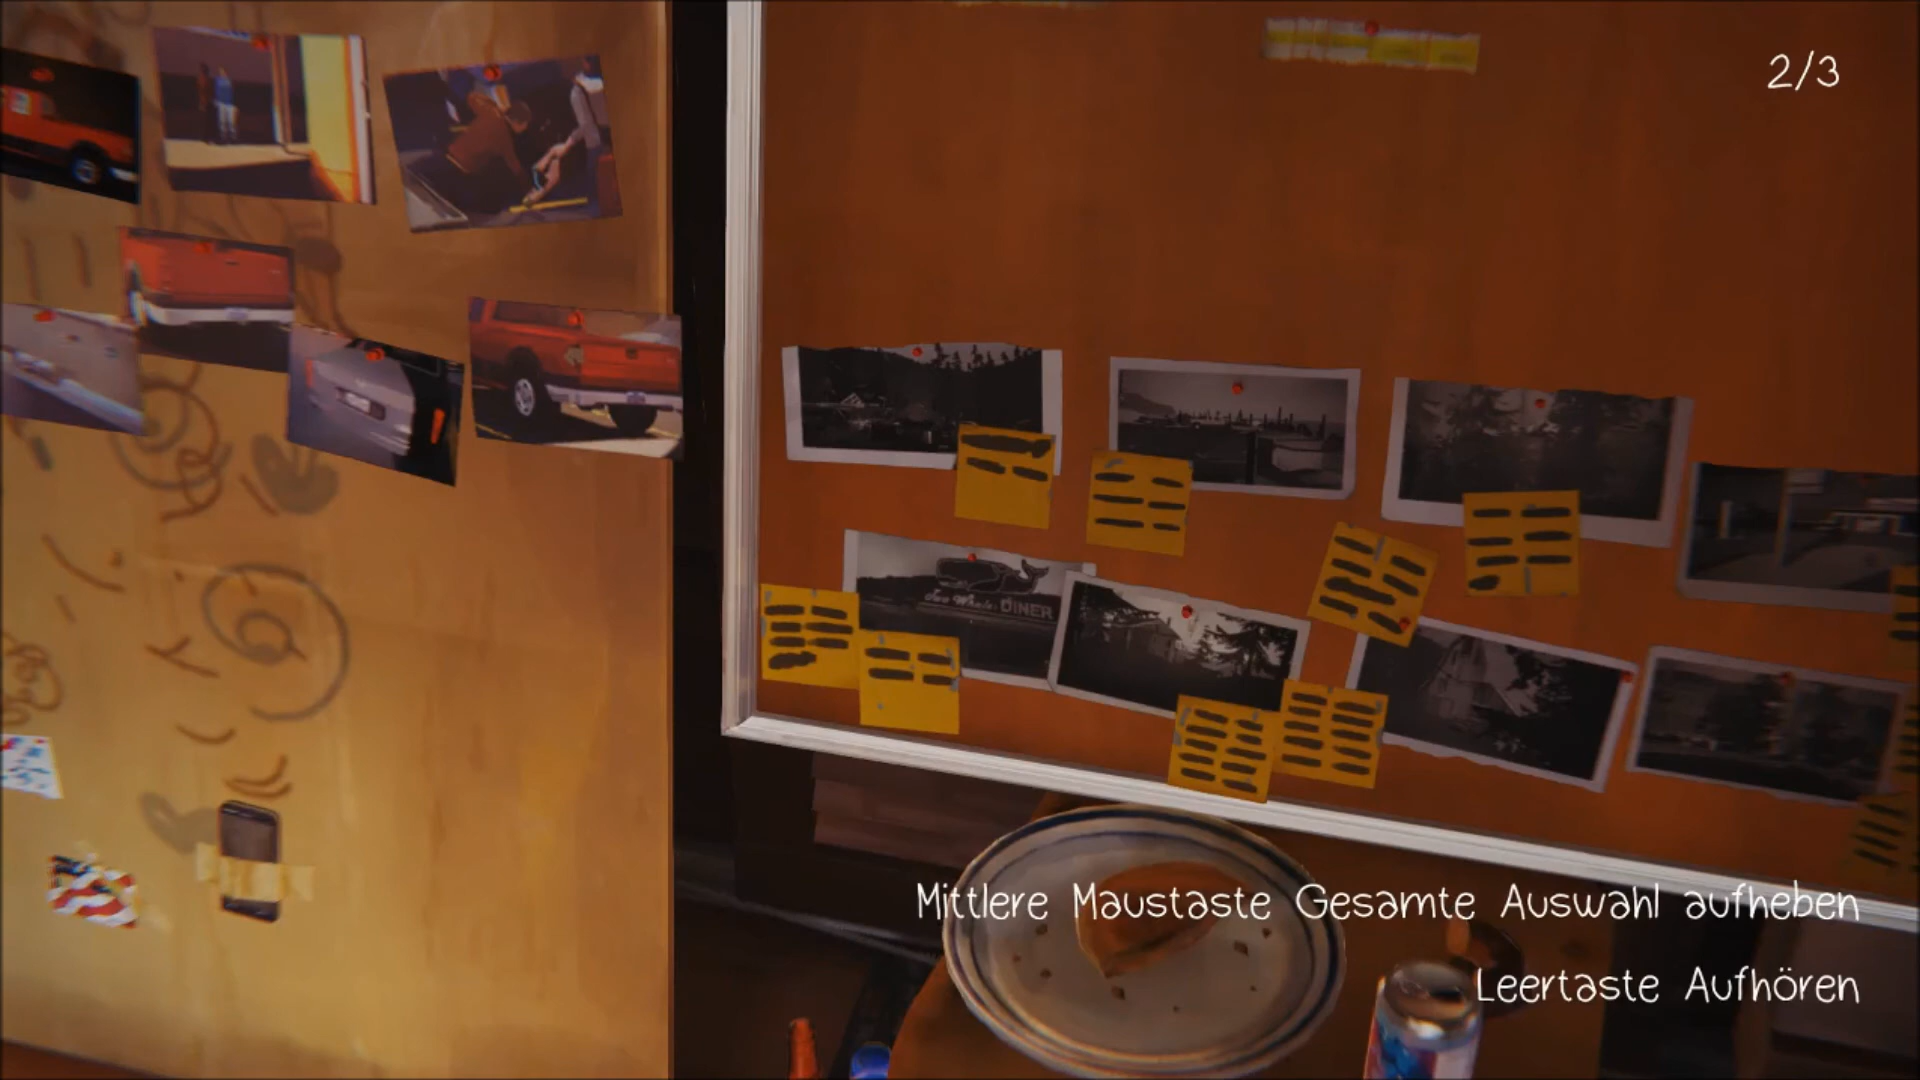 2/3
Two Whales DINER
Mittlere Maustaste Gesamte Auswahl aufheben
Leertaste Aufhören